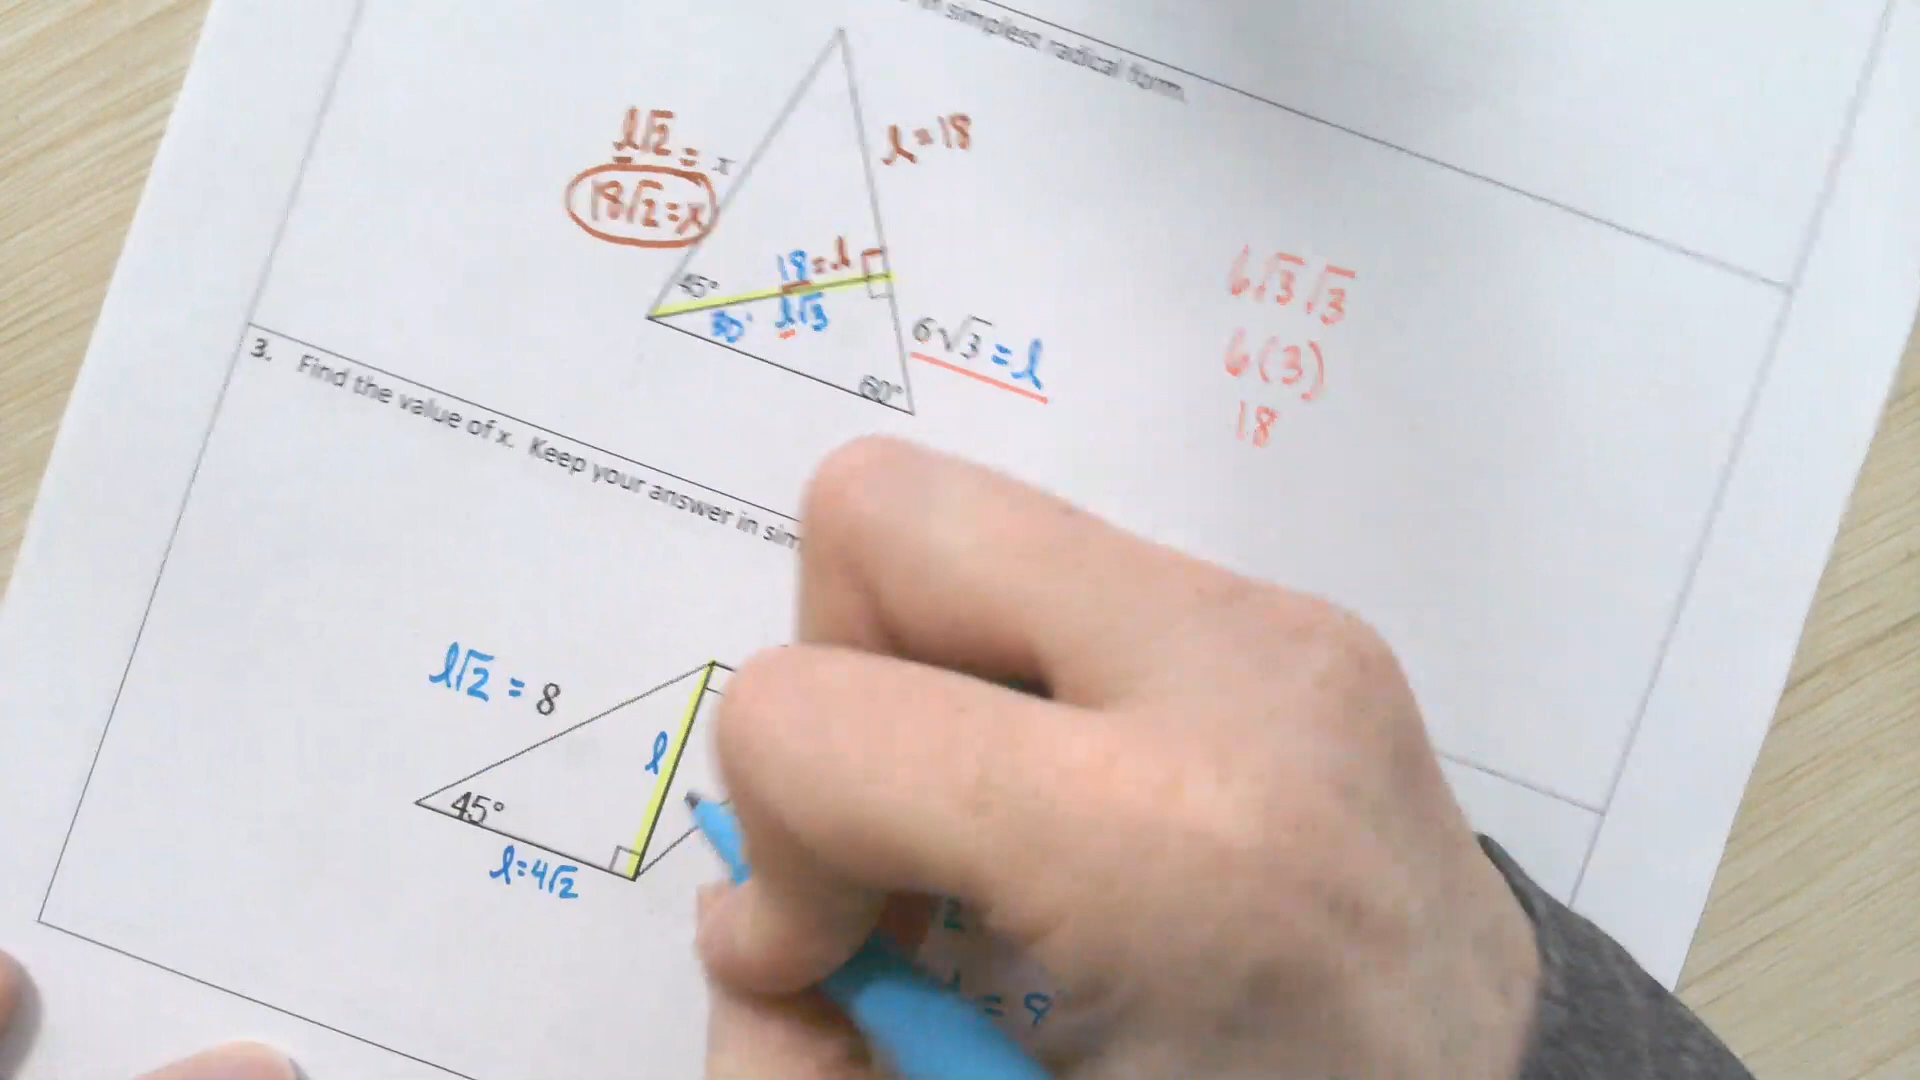 in simplest radical form.
l√2 = x
18√2 = x
l = 18
45°
18 = l
30° l√3
6√3 = l
60°
6√3√3
6(3)
18
3. Find the value of x. Keep your answer in
l√2 = 8
l
45°
l = 4√2
= 8